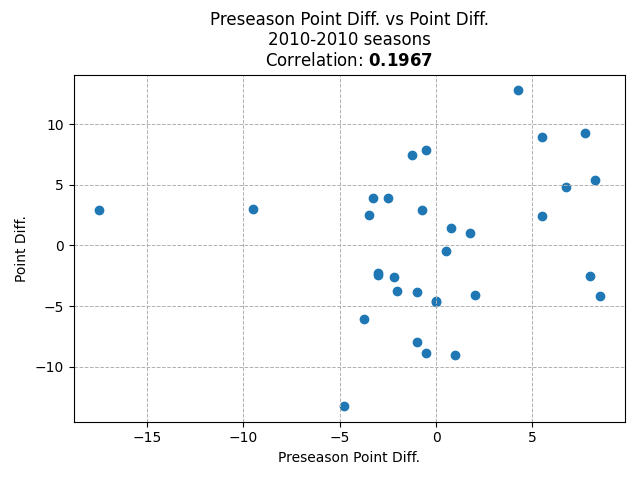 Preseason Point Diff. vs Point Diff.
2010-2010 seasons
Correlation: 0.1967
10
5
0
−5
−10
Point Diff.
−15
−10
−5
0
5
Preseason Point Diff.